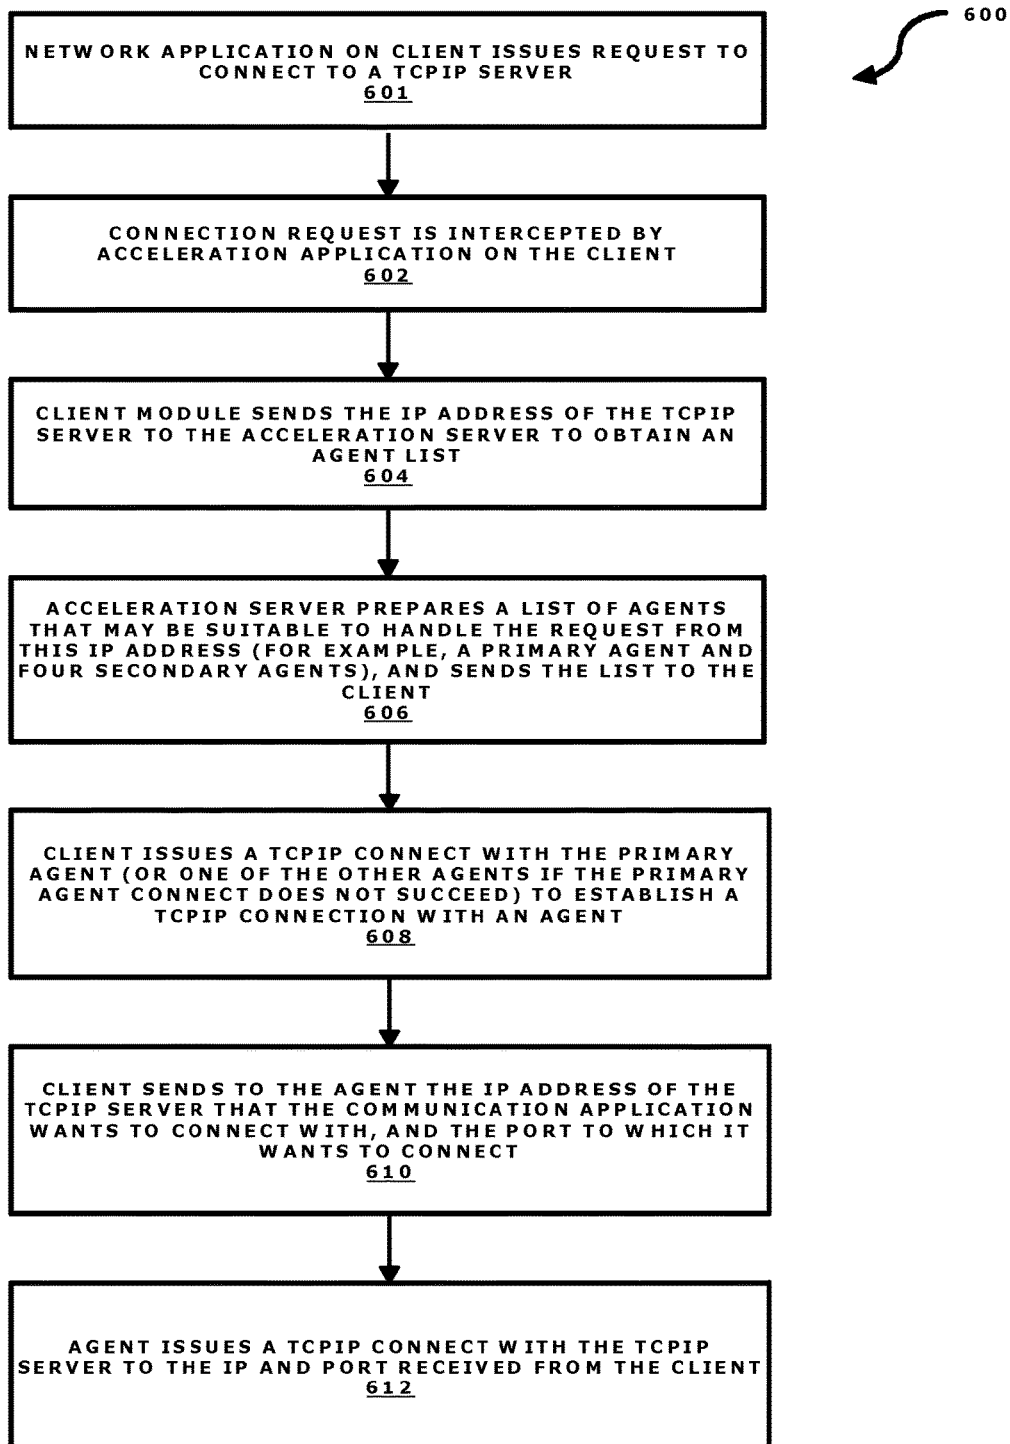 600
NETWORK APPLICATION ON CLIENT ISSUES REQUEST TO
CONNECT TO A TCPIP SERVER
601
CONNECTION REQUEST IS INTERCEPTED BY
ACCELERATION APPLICATION ON THE CLIENT
602
CLIENT MODULE SENDS THE IP ADDRESS OF THE TCPIP
SERVER TO THE ACCELERATION SERVER TO OBTAIN AN
AGENT LIST
604
ACCELERATION SERVER PREPARES A LIST OF AGENTS
THAT MAY BE SUITABLE TO HANDLE THE REQUEST FROM
THIS IP ADDRESS (FOR EXAMPLE, A PRIMARY AGENT AND
FOUR SECONDARY AGENTS), AND SENDS THE LIST TO THE
CLIENT
606
CLIENT ISSUES A TCPIP CONNECT WITH THE PRIMARY
AGENT (OR ONE OF THE OTHER AGENTS IF THE PRIMARY
AGENT CONNECT DOES NOT SUCCEED) TO ESTABLISH A
TCPIP CONNECTION WITH AN AGENT
608
CLIENT SENDS TO THE AGENT THE IP ADDRESS OF THE
TCPIP SERVER THAT THE COMMUNICATION APPLICATION
WANTS TO CONNECT WITH, AND THE PORT TO WHICH IT
WANTS TO CONNECT
610
AGENT ISSUES A TCPIP CONNECT WITH THE TCPIP
SERVER TO THE IP AND PORT RECEIVED FROM THE CLIENT
612